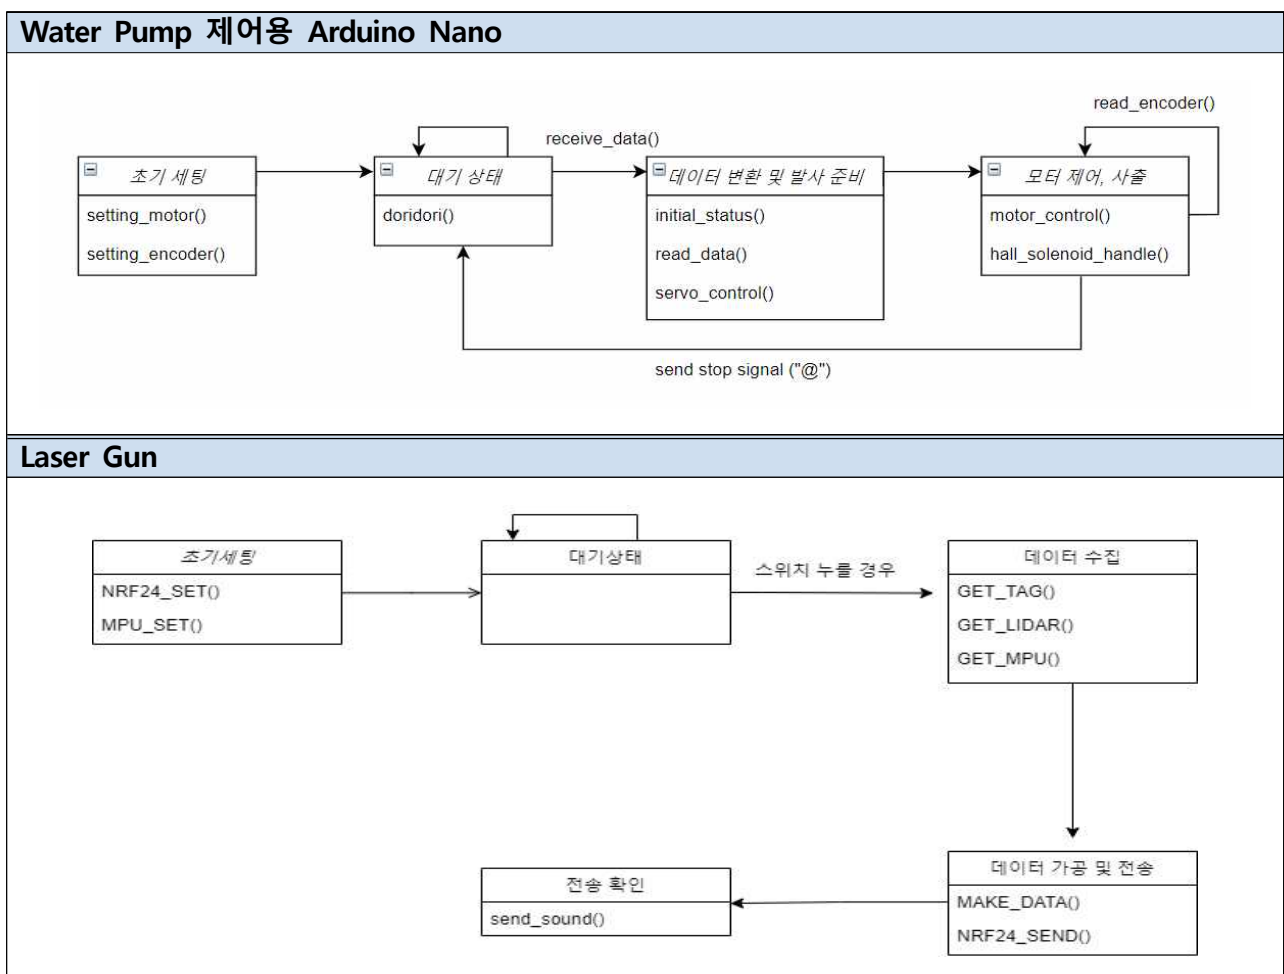 Water Pump 제어용 Arduino Nano
read_encoder()
receive_data()
초기 세팅
setting_motor()
setting_encoder()
대기 상태
doridori()
데이터 변환 및 발사 준비
initial_status()
read_data()
servo_control()
모터 제어, 사출
motor_control()
hall_solenoid_handle()
send stop signal ("@")
Laser Gun
초기세팅
NRF24_SET()
MPU_SET()
대기상태
스위치 누를 경우
데이터 수집
GET_TAG()
GET_LIDAR()
GET_MPU()
데이터 가공 및 전송
MAKE_DATA()
NRF24_SEND()
전송 확인
send_sound()